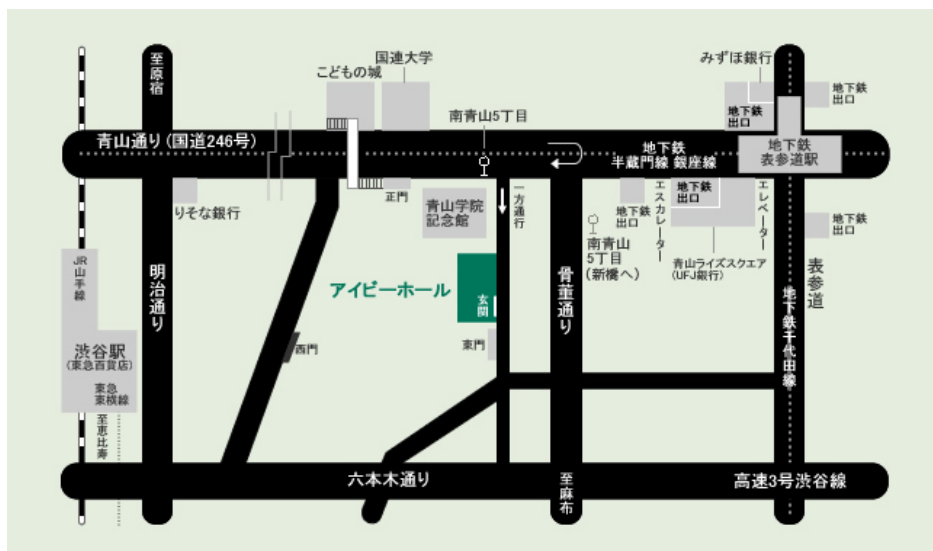 至原宿
国連大学
こどもの城
みずほ銀行
地下鉄
出口
地下鉄
出口
南青山5丁目
青山通り(国道246号)
地下鉄
半蔵門線 銀座線
地下鉄
表参道駅
りそな銀行
正門
青山学院
記念館
一方通行
地下鉄
出口
エスカレーター
地下鉄
出口
エレベーター
地下鉄
出口
南青山
5丁目
(新橋へ)
青山ライズスクエア
(UFJ銀行)
JR
山手線
明治通り
アイビーホール
玄関
骨董通り
表参道
地下鉄千代田線
渋谷駅
(東急百貨店)
東急
東横線
西門
東門
至恵比寿
六本木通り
至麻布
高速3号渋谷線